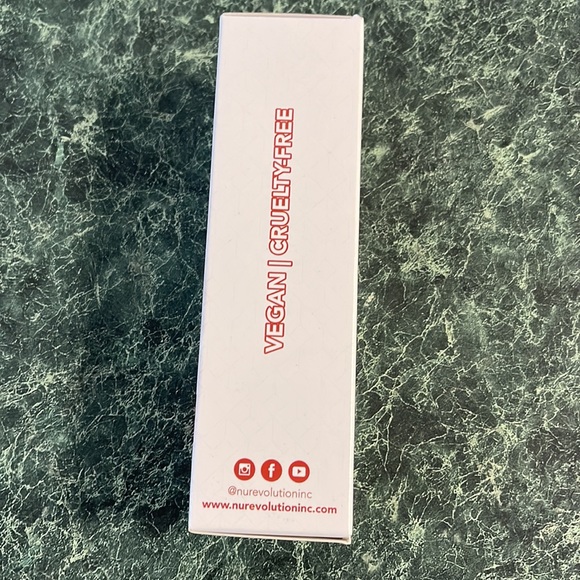 VEGAN | CRUELTY-FREE
@nurevolutioninc
www.nurevolutioninc.com